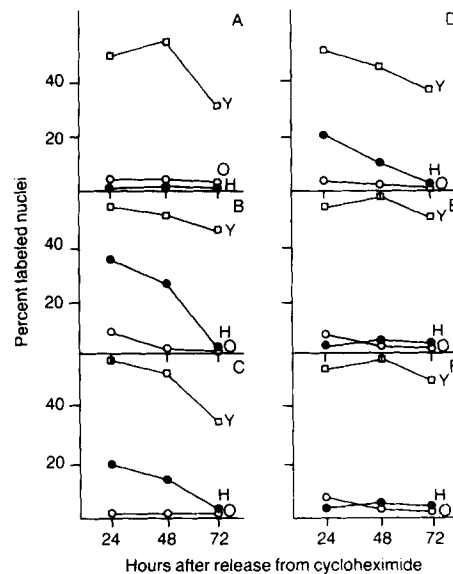 Percent labeled nuclei
A
40
20
Y
O
H
B
40
20
Y
H
O
C
40
20
Y
H
O
24 48 72
D
Y
H
O
E
Y
H
O
F
Y
H
O
24 48 72
Hours after release from cycloheximide